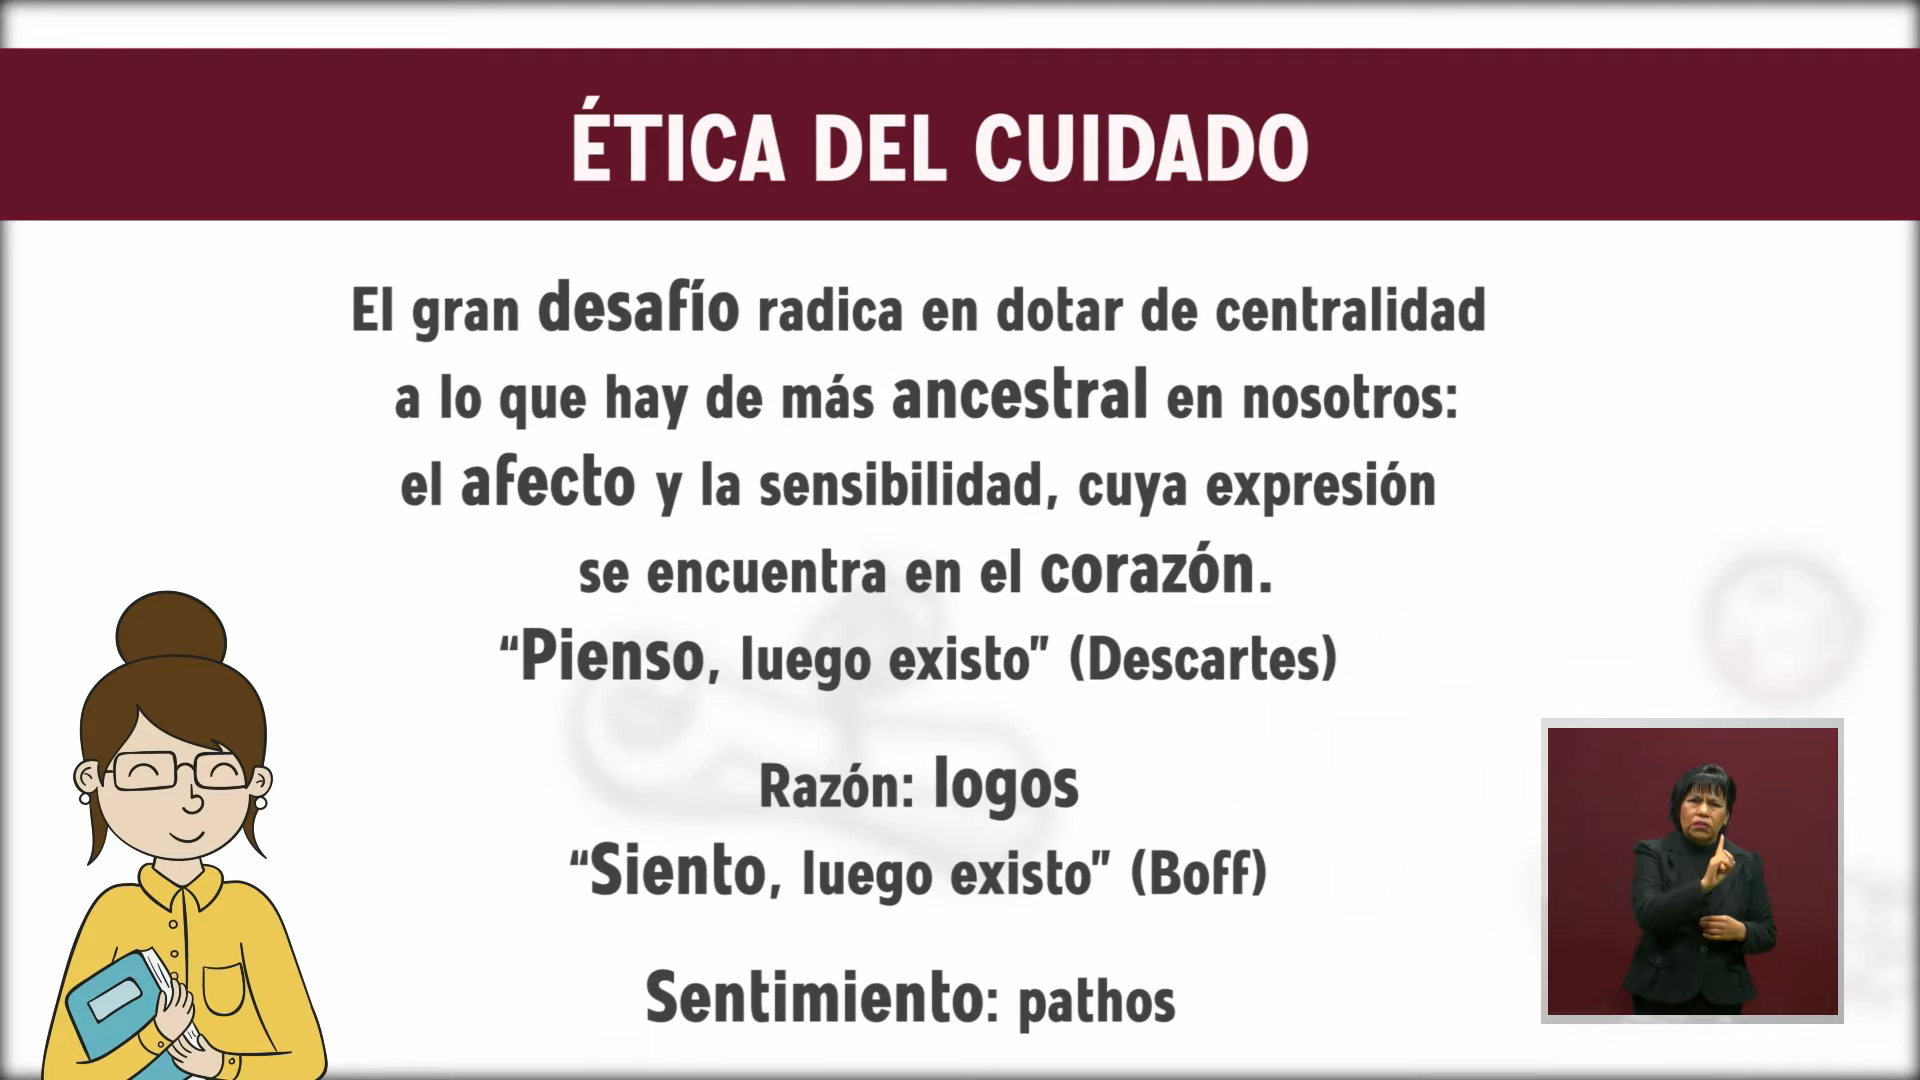 ÉTICA DEL CUIDADO
El gran desafío radica en dotar de centralidad
a lo que hay de más ancestral en nosotros:
el afecto y la sensibilidad, cuya expresión
se encuentra en el corazón.
“Pienso, luego existo” (Descartes)
Razón: logos
“Siento, luego existo” (Boff)
Sentimiento: pathos